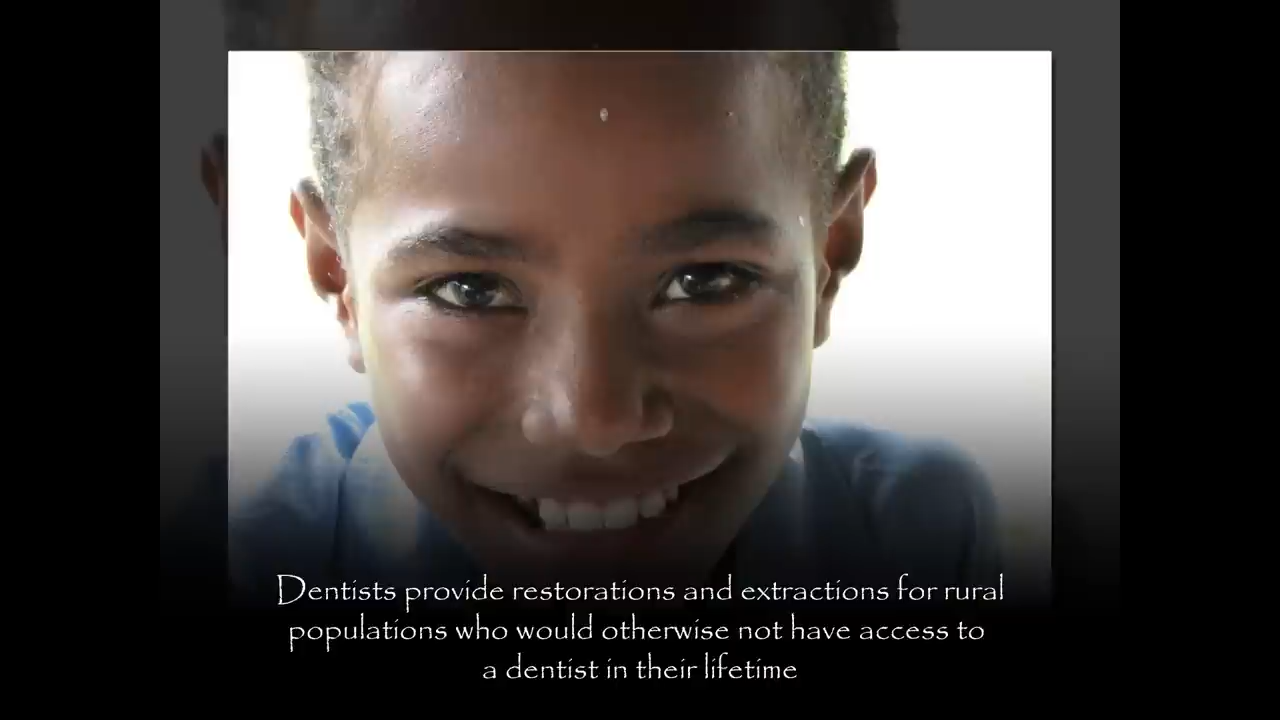 Dentists provide restorations and extractions for rural
populations who would otherwise not have access to
a dentist in their lifetime